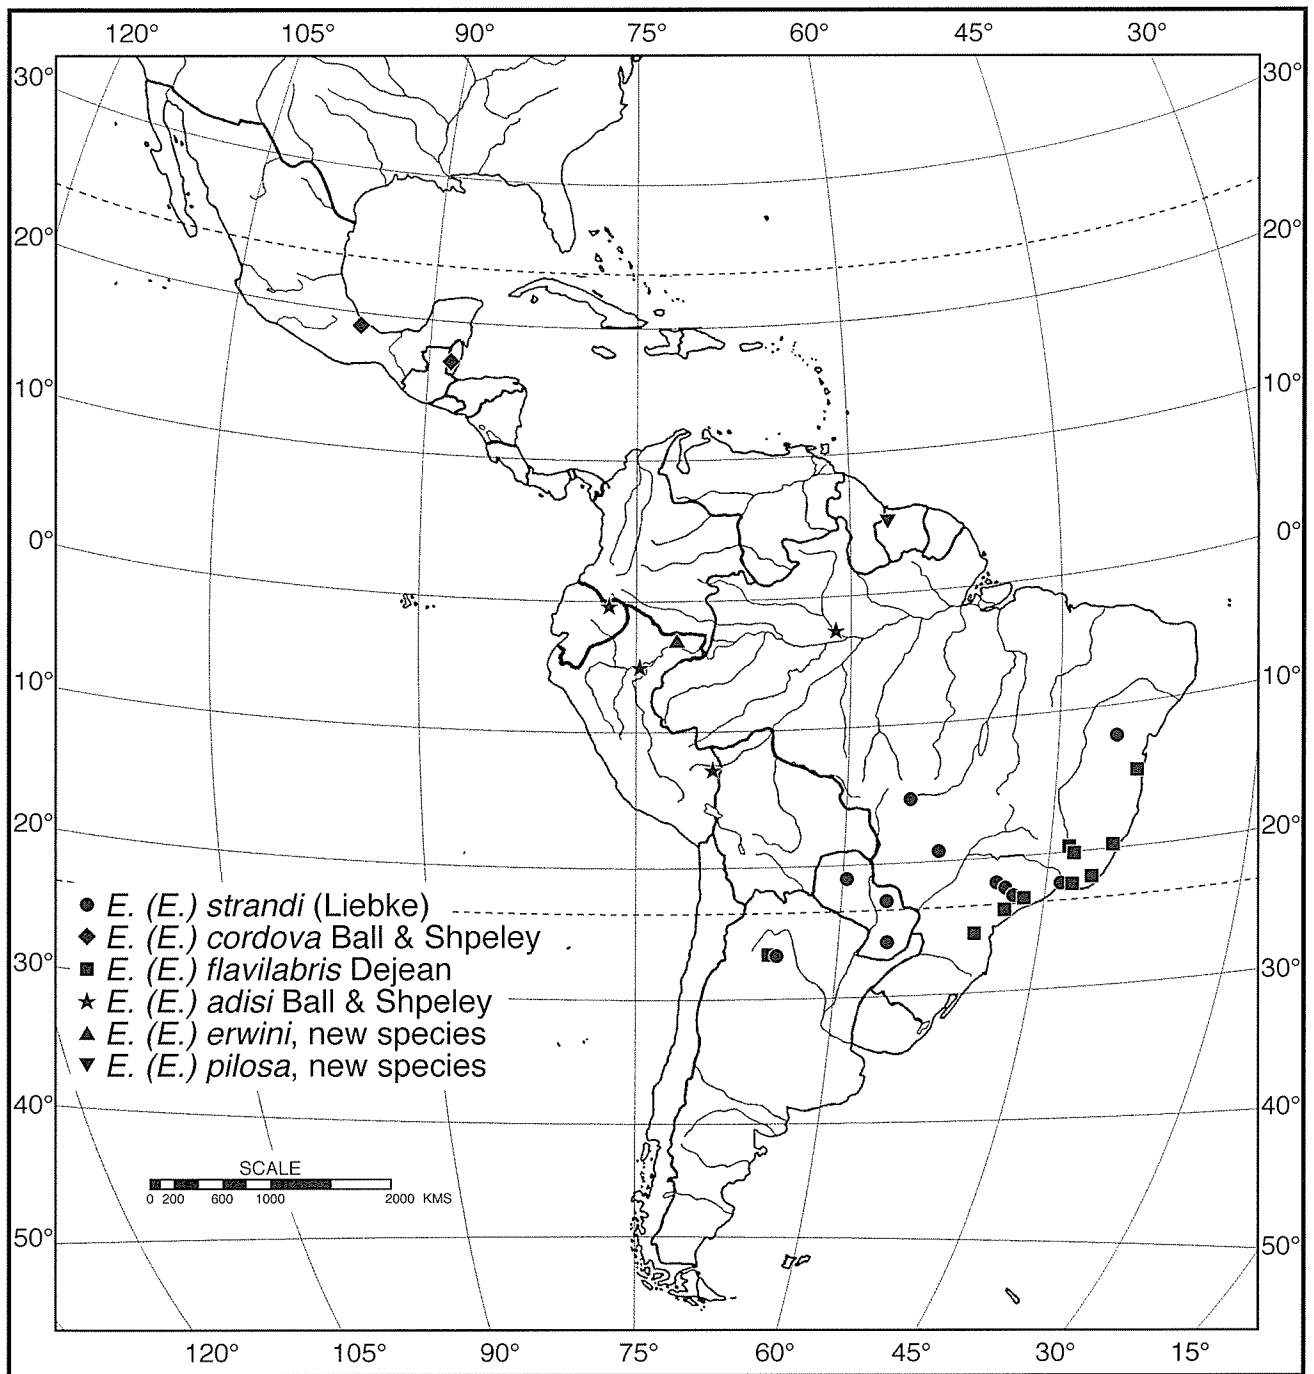 120° 105° 90° 75° 60° 45° 30°
30° 30°
20° 20°
10° 10°
0° 0°
10° 10°
20° 20°
E. (E.) strandi (Liebke)
E. (E.) cordova Ball & Shpeley
30° E. (E.) flavilabris Dejean 30°
E. (E.) adisi Ball & Shpeley
E. (E.) erwini, new species
E. (E.) pilosa, new species
40° 40°
SCALE
0 200 600 1000 2000 KMS
50° 50°
120° 105° 90° 75° 60° 45° 30° 15°